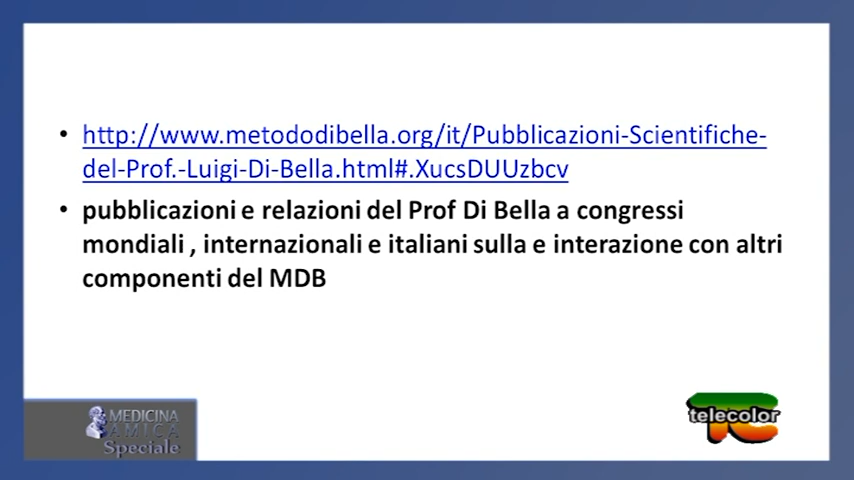 • http://www.metododibella.org/it/Pubblicazioni-Scientifiche-
del-Prof.-Luigi-Di-Bella.html#.XucsDUUzbcv
• pubblicazioni e relazioni del Prof Di Bella a congressi
mondiali , internazionali e italiani sulla e interazione con altri
componenti del MDB
MEDICINA
AMICA
Speciale
telecolor